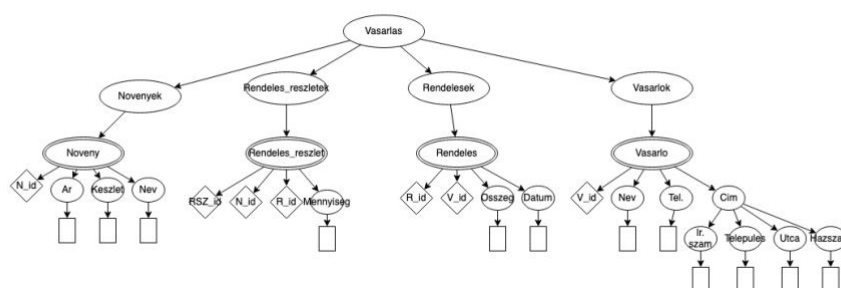 Vasarlas
Novenyek
Rendeles_reszletek
Rendelesek
Vasarlok
Noveny
Rendeles_reszlet
Rendeles
Vasarlo
N_id
Ar
Keszlet
Nev
RSZ_id
N_id
R_id
Mennyiseg
R_id
V_id
Osszeg
Datum
V_id
Nev
Tel.
Cim
Ir.
szam
Telepules
Utca
Hazszam